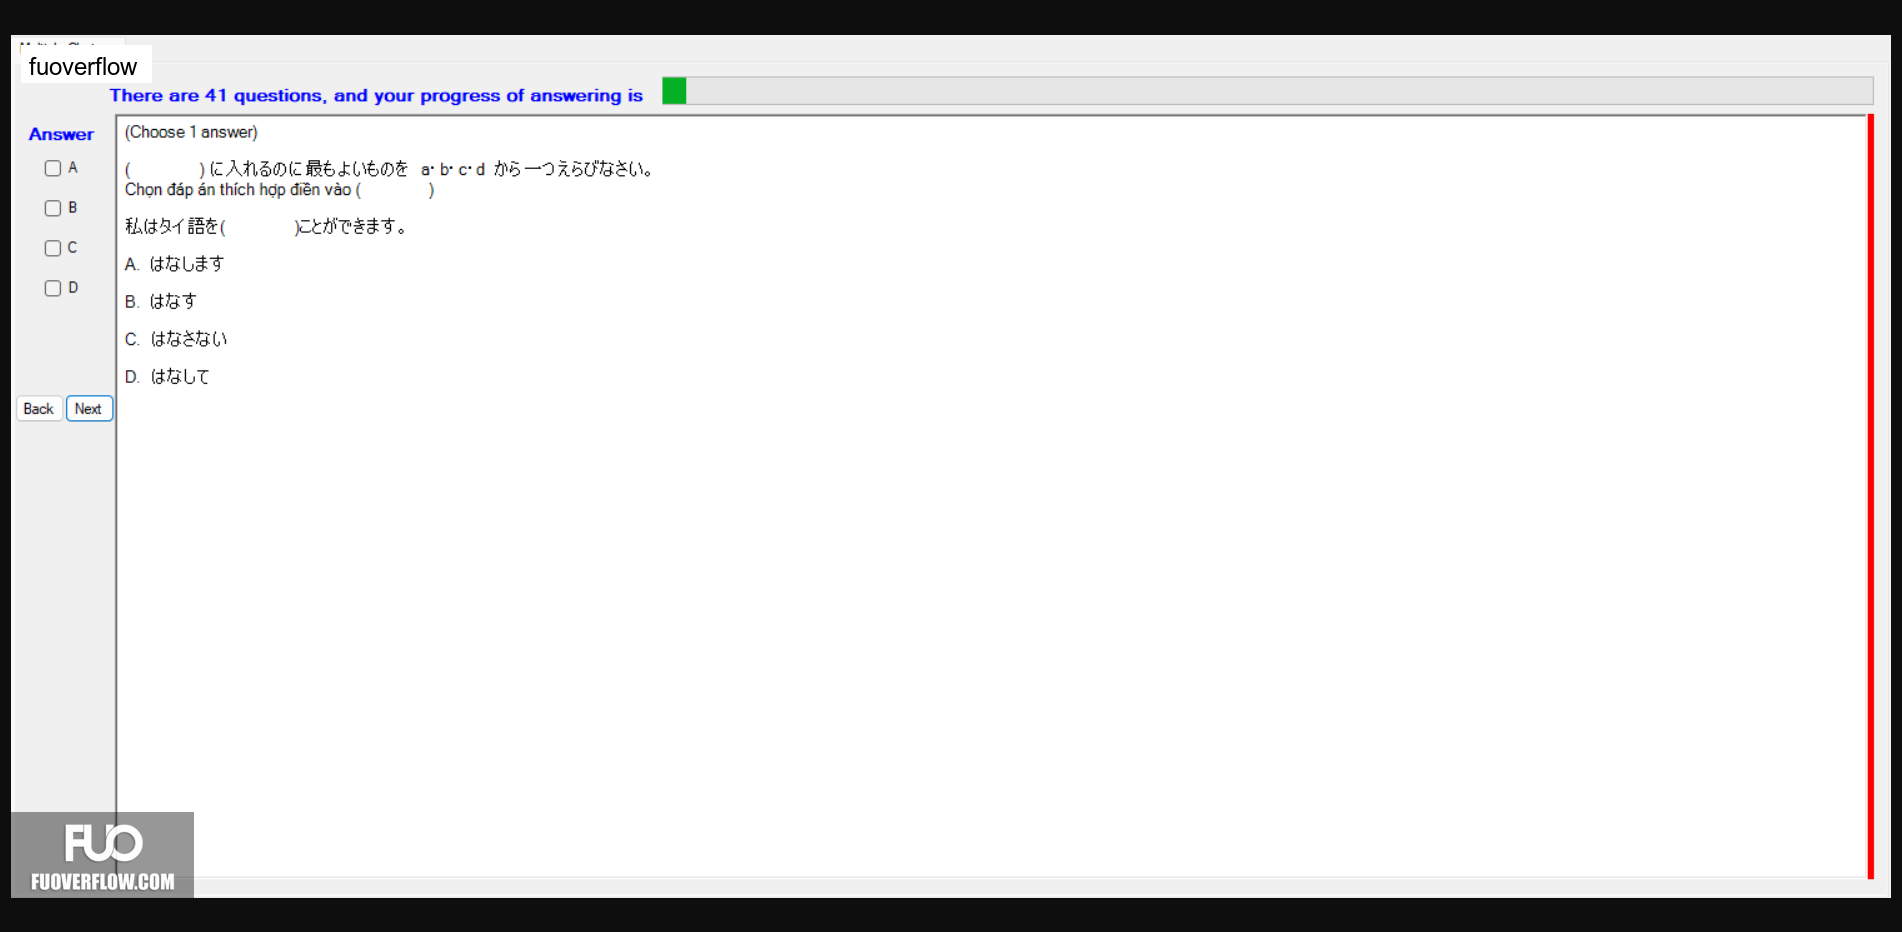 fuoverflow
There are 41 questions, and your progress of answering is
Answer
(Choose 1 answer)
A
(　　　) に入れるのに最もよいものを a・b・c・d から一つえらびなさい。
Chọn đáp án thích hợp điền vào (　　　)
B
私はタイ語を(　　　)ことができます。
C
A. はなします
D
B. はなす
C. はなさない
D. はなして
Back Next
FUO
FUOVERFLOW.COM